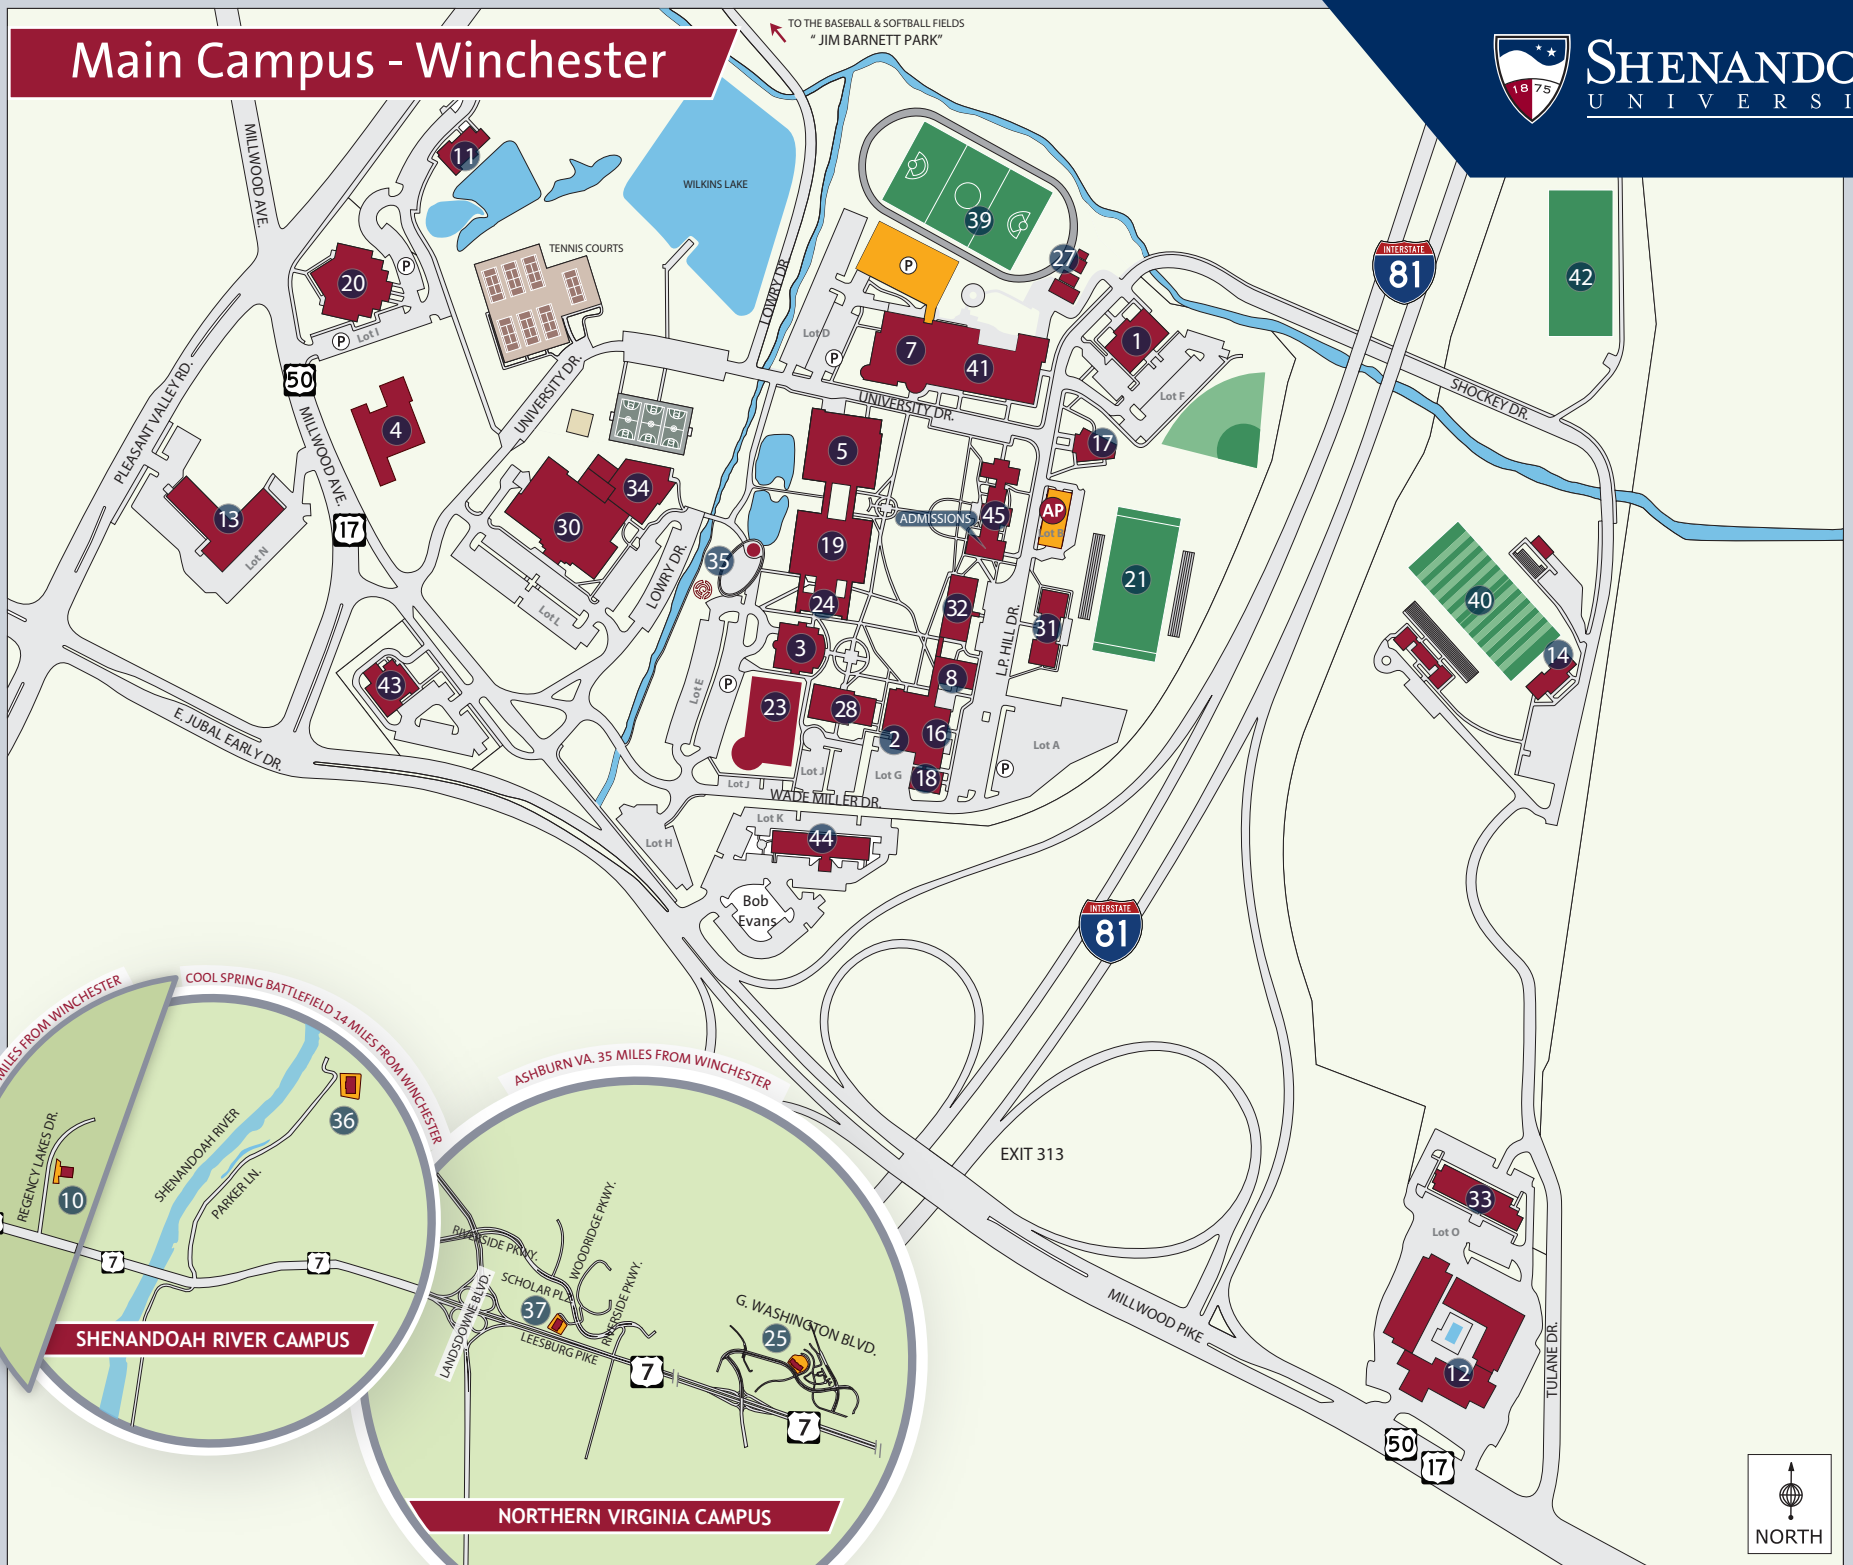 TO THE BASEBALL & SOFTBALL FIELDS
" JIM BARNETT PARK"
Main Campus - Winchester
SHENANDO
UNIVERSI
1875
MILLWOOD AVE.
11
WILKINS LAKE
TENNIS COURTS
LOWRY DR.
39
27
P
INTERSTATE
81
42
20
P
P
Lot I
50
PLEASANT VALLEY RD.
MILLWOOD AVE.
4
UNIVERSITY DR.
Lot D
P
7
41
UNIVERSITY DR.
1
Lot F
SHOCKEY DR.
17
5
34
30
13
Lot N
17
Lot L
LOWRY DR.
35
19
24
ADMISSIONS
45
AP
Lot B
21
32
31
L.P. HILL DR.
40
14
3
8
43
Lot E
P
23
28
2
16
18
Lot A
P
Lot J
Lot J
Lot G
WADE MILLER DR.
E. JUBAL EARLY DR.
Lot H
Lot K
44
Bob
Evans
INTERSTATE
81
MILES FROM WINCHESTER
COOL SPRING BATTLEFIELD 14 MILES FROM WINCHESTER
36
REGENCY LAKES DR.
10
SHENANDOAH RIVER
PARKER LN.
7
7
SHENANDOAH RIVER CAMPUS
ASHBURN VA. 35 MILES FROM WINCHESTER
RIVERSIDE PKWY.
WOODRIDGE PKWY.
SCHOLAR PLZ.
37
RIVERSIDE PKWY.
LANSDOWNE BLVD.
LEESBURG PIKE
7
G. WASHINGTON BLVD.
25
7
NORTHERN VIRGINIA CAMPUS
EXIT 313
MILLWOOD PIKE
33
Lot O
12
TULANE DR.
50
17
NORTH